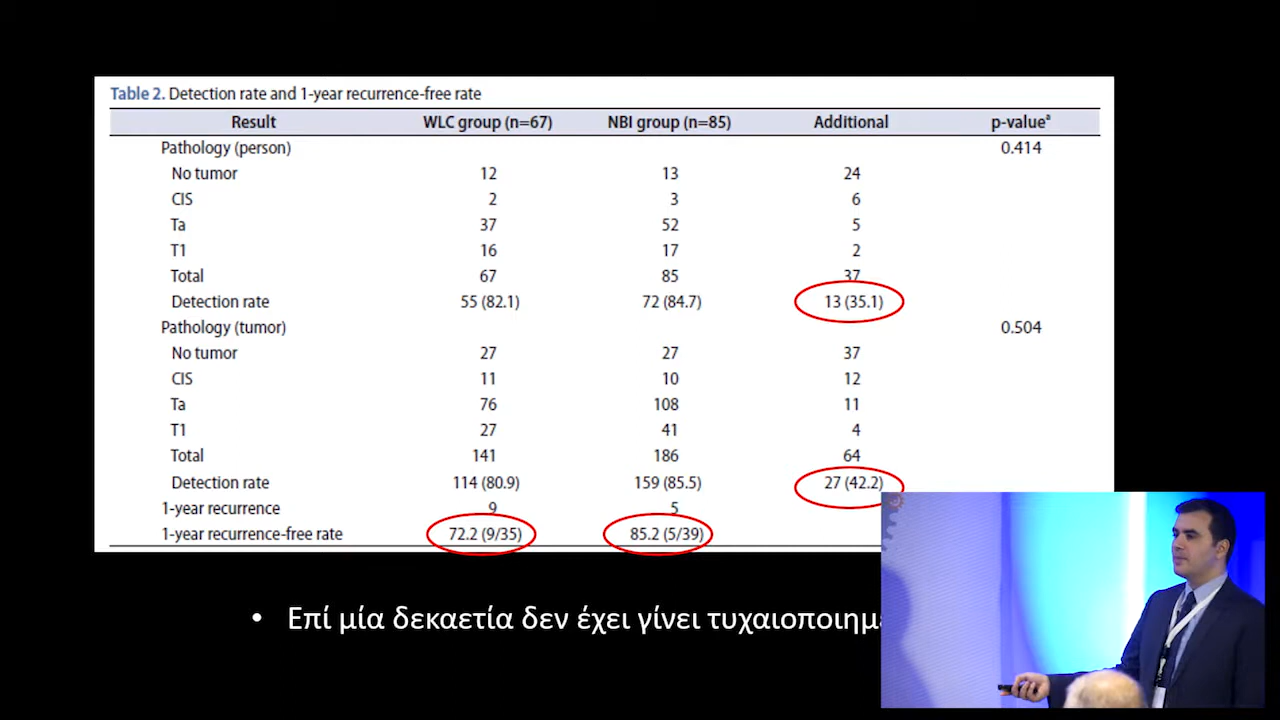 Table 2. Detection rate and 1-year recurrence-free rate
Result WLC group (n=67) NBI group (n=85) Additional p-valueª
Pathology (person) 0.414
No tumor 12 13 24
CIS 2 3 6
Ta 37 52 5
T1 16 17 2
Total 67 85 37
Detection rate 55 (82.1) 72 (84.7) 13 (35.1)
Pathology (tumor) 0.504
No tumor 27 27 37
CIS 11 10 12
Ta 76 108 11
T1 27 41 4
Total 141 186 64
Detection rate 114 (80.9) 159 (85.5) 27 (42.2)
1-year recurrence 9 5
1-year recurrence-free rate 72.2 (9/35) 85.2 (5/39)
• Επί μία δεκαετία δεν έχει γίνει